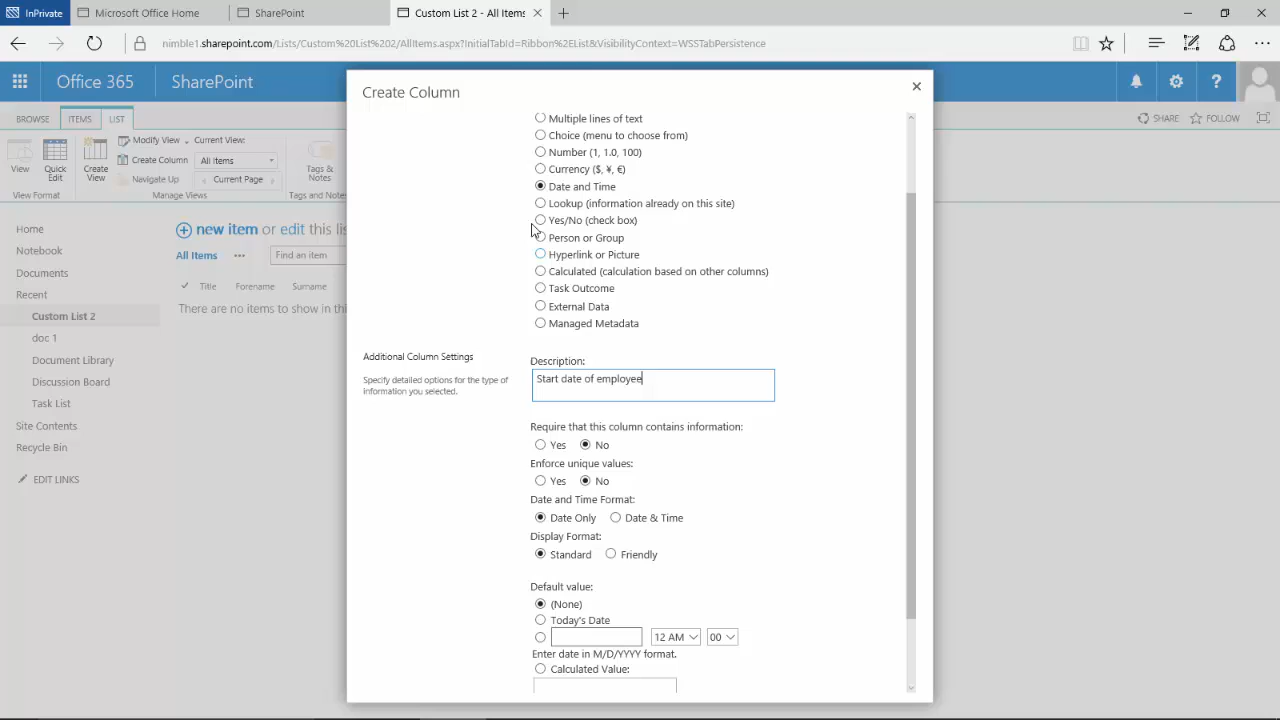 InPrivate
Microsoft Office Home
SharePoint
Custom List 2 - All Items
nimble1.sharepoint.com/Lists/Custom%20List%202/AllItems.aspx?InitialTabId=Ribbon%2EList&VisibilityContext=WSSTabPersistence
Office 365
SharePoint
?
BROWSE
ITEMS
LIST
SHARE
FOLLOW
View
Quick Edit
Create View
Modify View
Current View:
Create Column
All Items
Navigate Up
Current Page
Tags & Notes
View Format
Manage Views
Tags and Notes
Home
Notebook
Documents
Recent
Custom List 2
doc 1
Document Library
Discussion Board
Task List
Site Contents
Recycle Bin
EDIT LINKS
new item or edit this
All Items
Find an item
Title
Forename
Surname
There are no items to show in thi
Create Column
Multiple lines of text
Choice (menu to choose from)
Number (1, 1.0, 100)
Currency ($, ¥, €)
Date and Time
Lookup (information already on this site)
Yes/No (check box)
Person or Group
Hyperlink or Picture
Calculated (calculation based on other columns)
Task Outcome
External Data
Managed Metadata
Additional Column Settings
Specify detailed options for the type of
information you selected.
Description:
Start date of employee
Require that this column contains information:
Yes No
Enforce unique values:
Yes No
Date and Time Format:
Date Only Date & Time
Display Format:
Standard Friendly
Default value:
(None)
Today's Date
12 AM 00
Enter date in M/D/YYYY format.
Calculated Value: